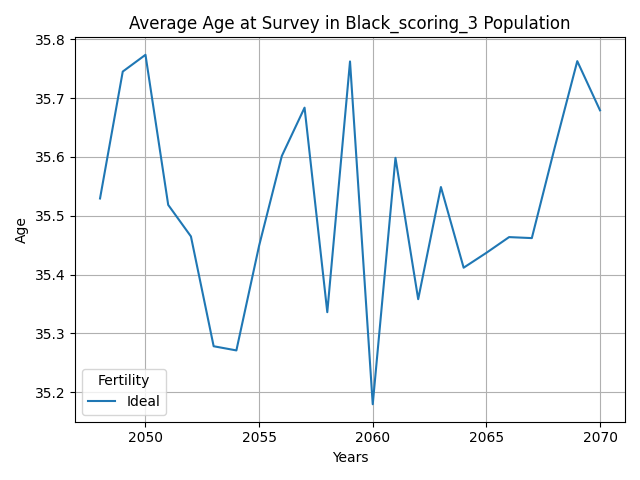 Average Age at Survey in Black_scoring_3 Population
35.8
35.7
35.6
35.5
35.4
35.3
35.2
Age
Fertility
Ideal
2050 2055 2060 2065 2070
Years